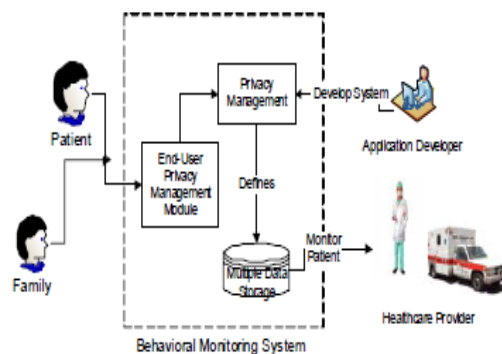 Privacy
Management
Develop System
Patient
Application Developer
End-User
Privacy
Management
Module
Defines
Monitor
Patient
Multiple Data
Storage
Family
Healthcare Provider
Behavioral Monitoring System